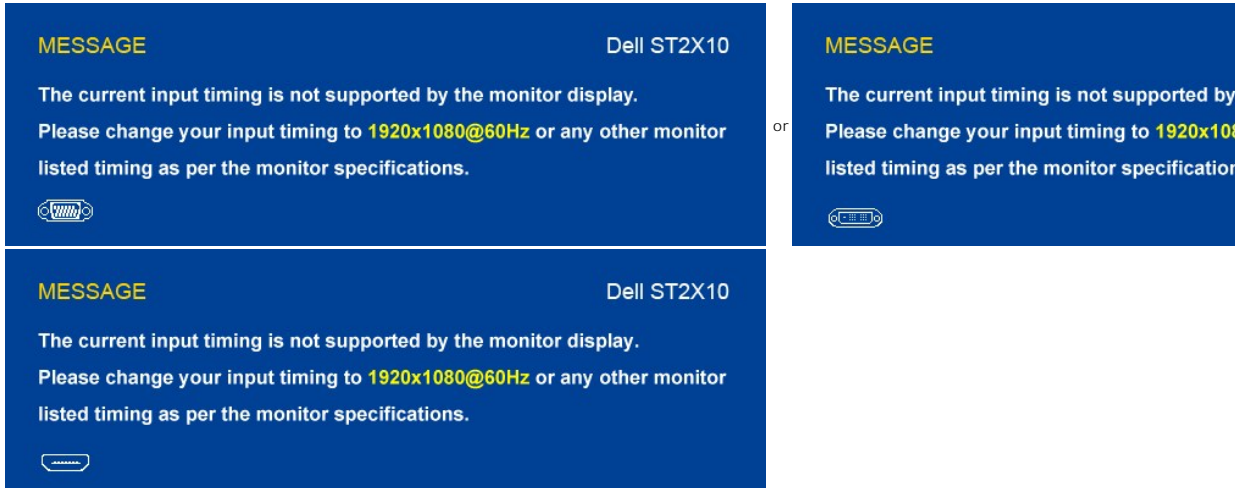 MESSAGE Dell ST2X10
The current input timing is not supported by the monitor display.
Please change your input timing to 1920x1080@60Hz or any other monitor
listed timing as per the monitor specifications.
or
MESSAGE
The current input timing is not supported by
Please change your input timing to
listed timing as per the monitor
MESSAGE Dell ST2X10
The current input timing is not supported by the monitor display.
Please change your input timing to 1920x1080@60Hz or any other monitor
listed timing as per the monitor specifications.